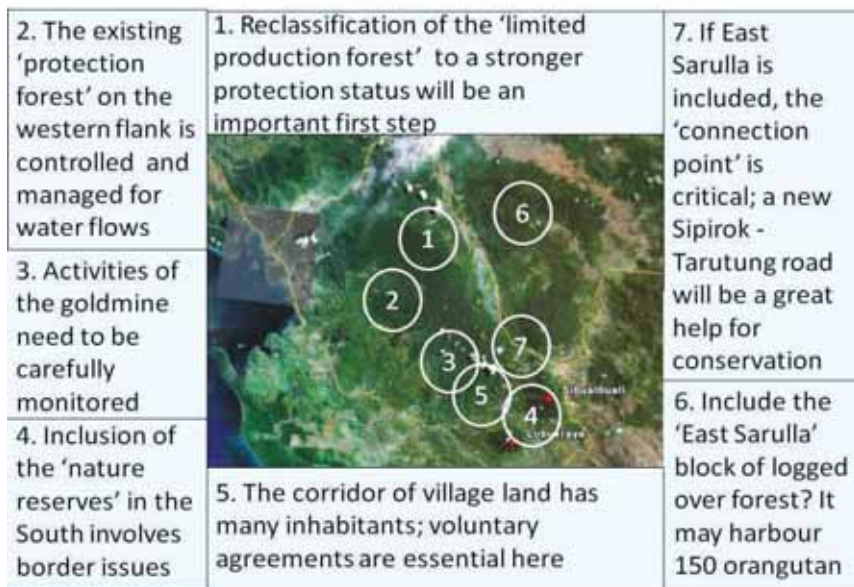 2. The existing
'protection
forest' on the
western flank is
controlled and
managed for
water flows
1. Reclassification of the 'limited
production forest' to a stronger
protection status will be an
important first step
7. If East
Sarulla is
included, the
'connection
point' is
critical; a new
Sipirok -
Tarutung road
will be a great
help for
conservation
3. Activities of
the goldmine
need to be
carefully
monitored
1
6
2
3
7
5
4
4. Inclusion of
the 'nature
reserves' in the
South involves
border issues
5. The corridor of village land has
many inhabitants; voluntary
agreements are essential here
6. Include the
'East Sarulla'
block of logged
over forest? It
may harbour
150 orangutan